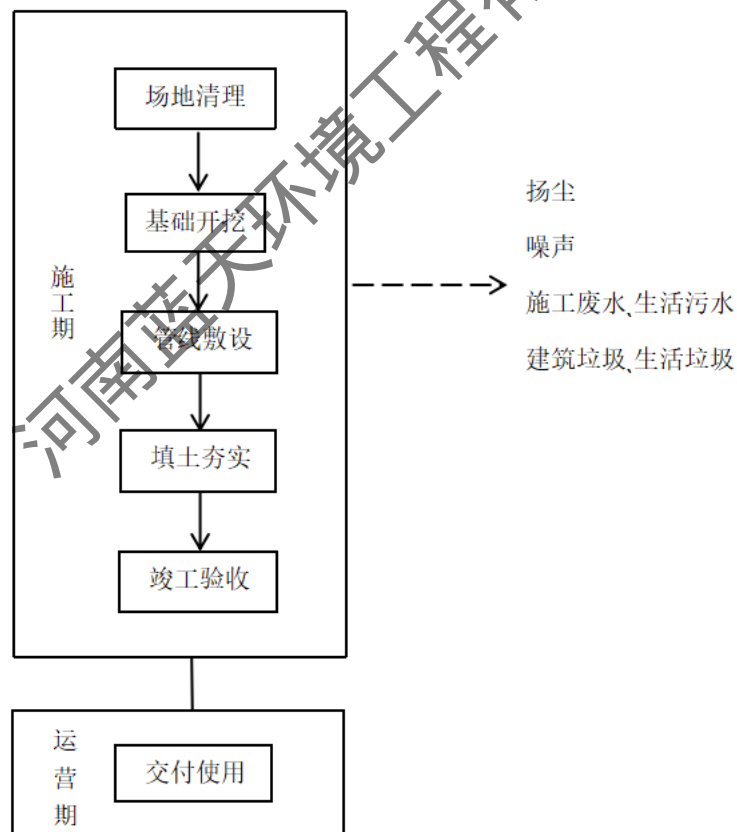 场地清理
基础开挖
管线敷设
填土夯实
竣工验收
施工期
扬尘
噪声
施工废水、生活污水
建筑垃圾、生活垃圾
运营期
交付使用
河南蓝天环境工程有